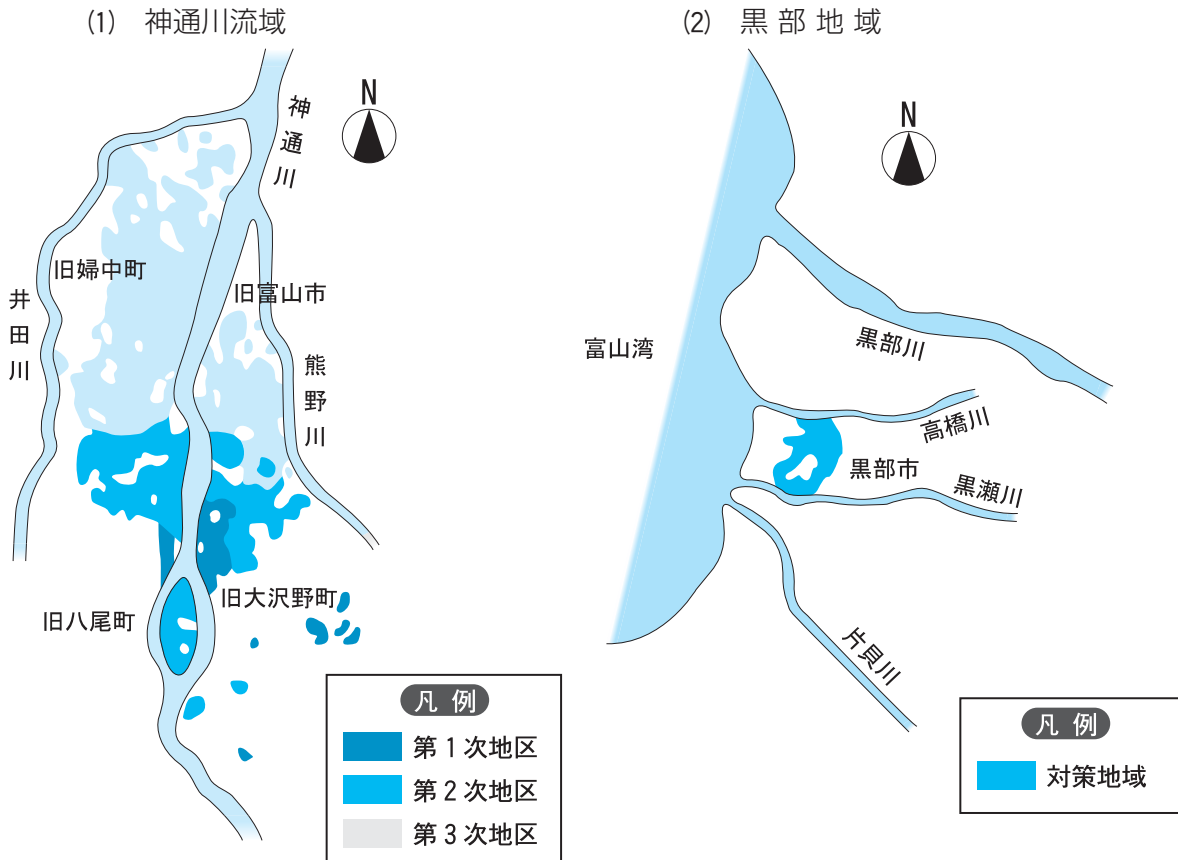 (1) 神通川流域
N
神通川
旧婦中町
井田川
旧富山市
熊野川
旧八尾町
旧大沢野町
凡例
第1次地区
第2次地区
第3次地区
(2) 黒部地域
N
富山湾
黒部川
高橋川
黒部市
黒瀬川
片貝川
凡例
対策地域